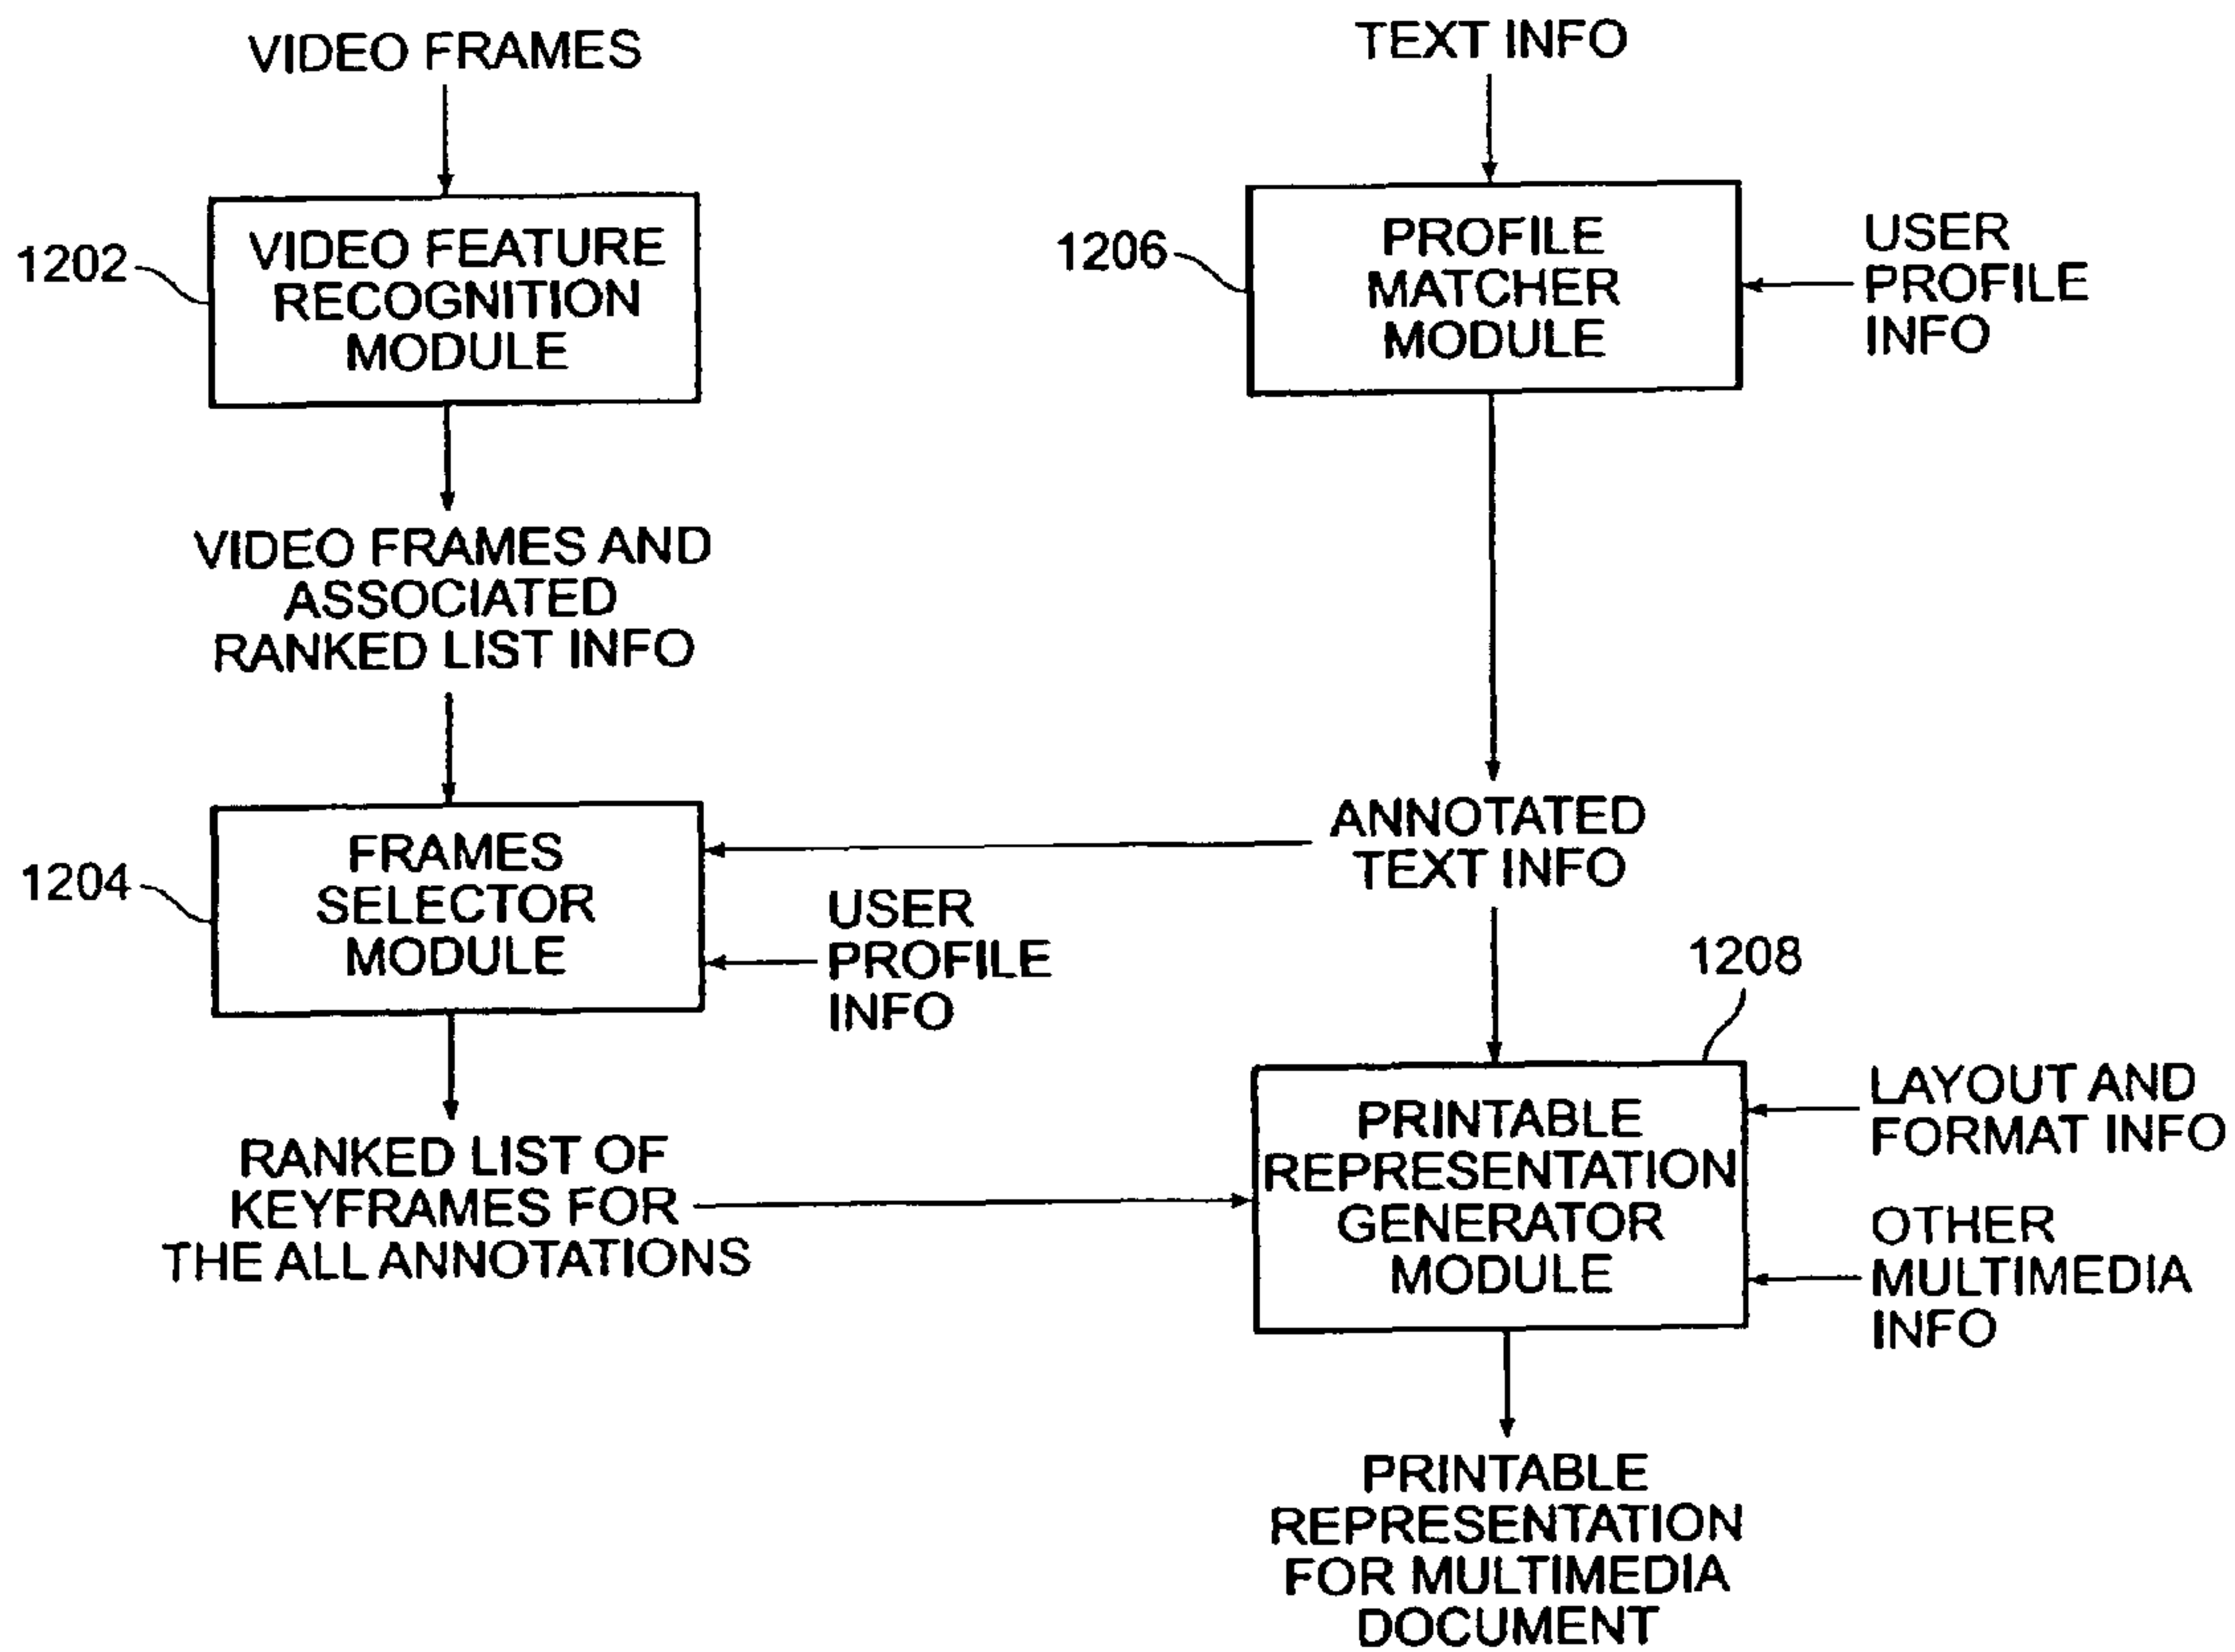 VIDEO FRAMES
TEXT INFO
1202
VIDEO FEATURE
RECOGNITION
MODULE
1206
PROFILE
MATCHER
MODULE
USER
PROFILE
INFO
VIDEO FRAMES AND
ASSOCIATED
RANKED LIST INFO
1204
FRAMES
SELECTOR
MODULE
USER
PROFILE
INFO
ANNOTATED
TEXT INFO
1208
RANKED LIST OF
KEYFRAMES FOR
THE ALL ANNOTATIONS
PRINTABLE
REPRESENTATION
GENERATOR
MODULE
LAYOUT AND
FORMAT INFO
OTHER
MULTIMEDIA
INFO
PRINTABLE
REPRESENTATION
FOR MULTIMEDIA
DOCUMENT